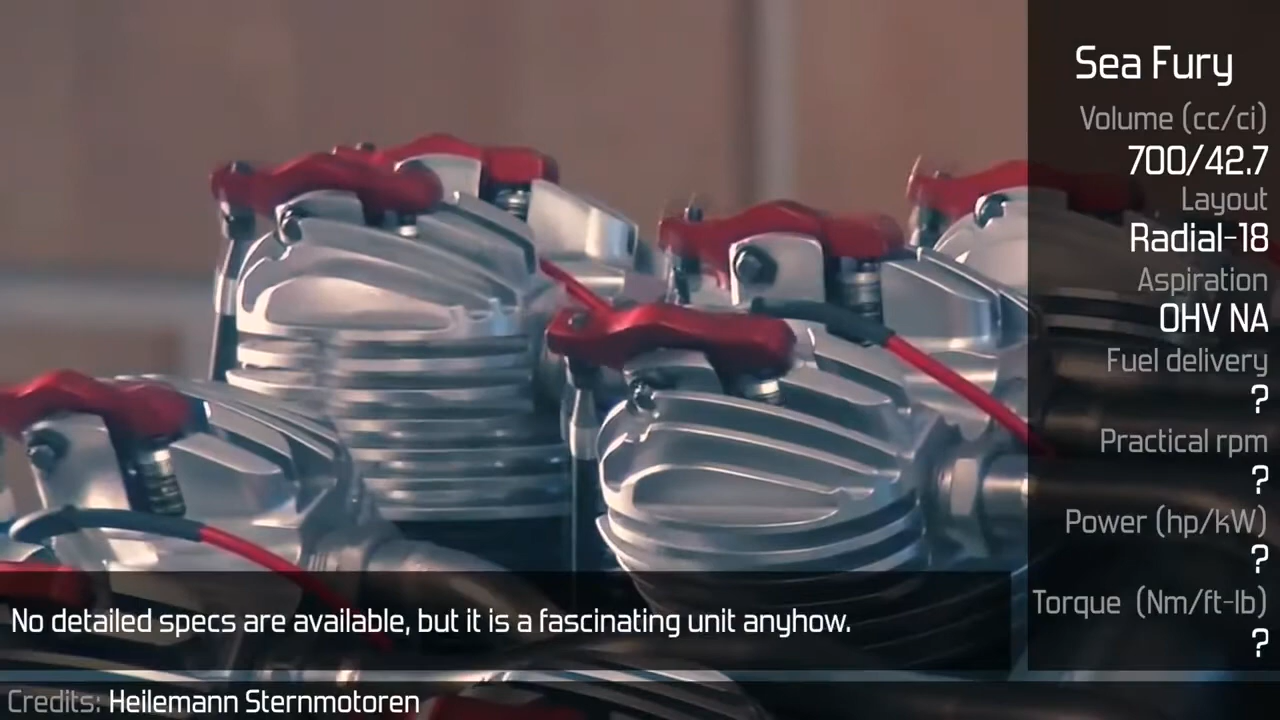 Sea Fury
Volume (cc/ci)
700/42.7
Layout
Radial-18
Aspiration
OHV NA
Fuel delivery
?
Practical rpm
?
Power (hp/kW)
?
Torque (Nm/ft-lb)
?
No detailed specs are available, but it is a fascinating unit anyhow.
Credits: Heilemann Sternmotoren